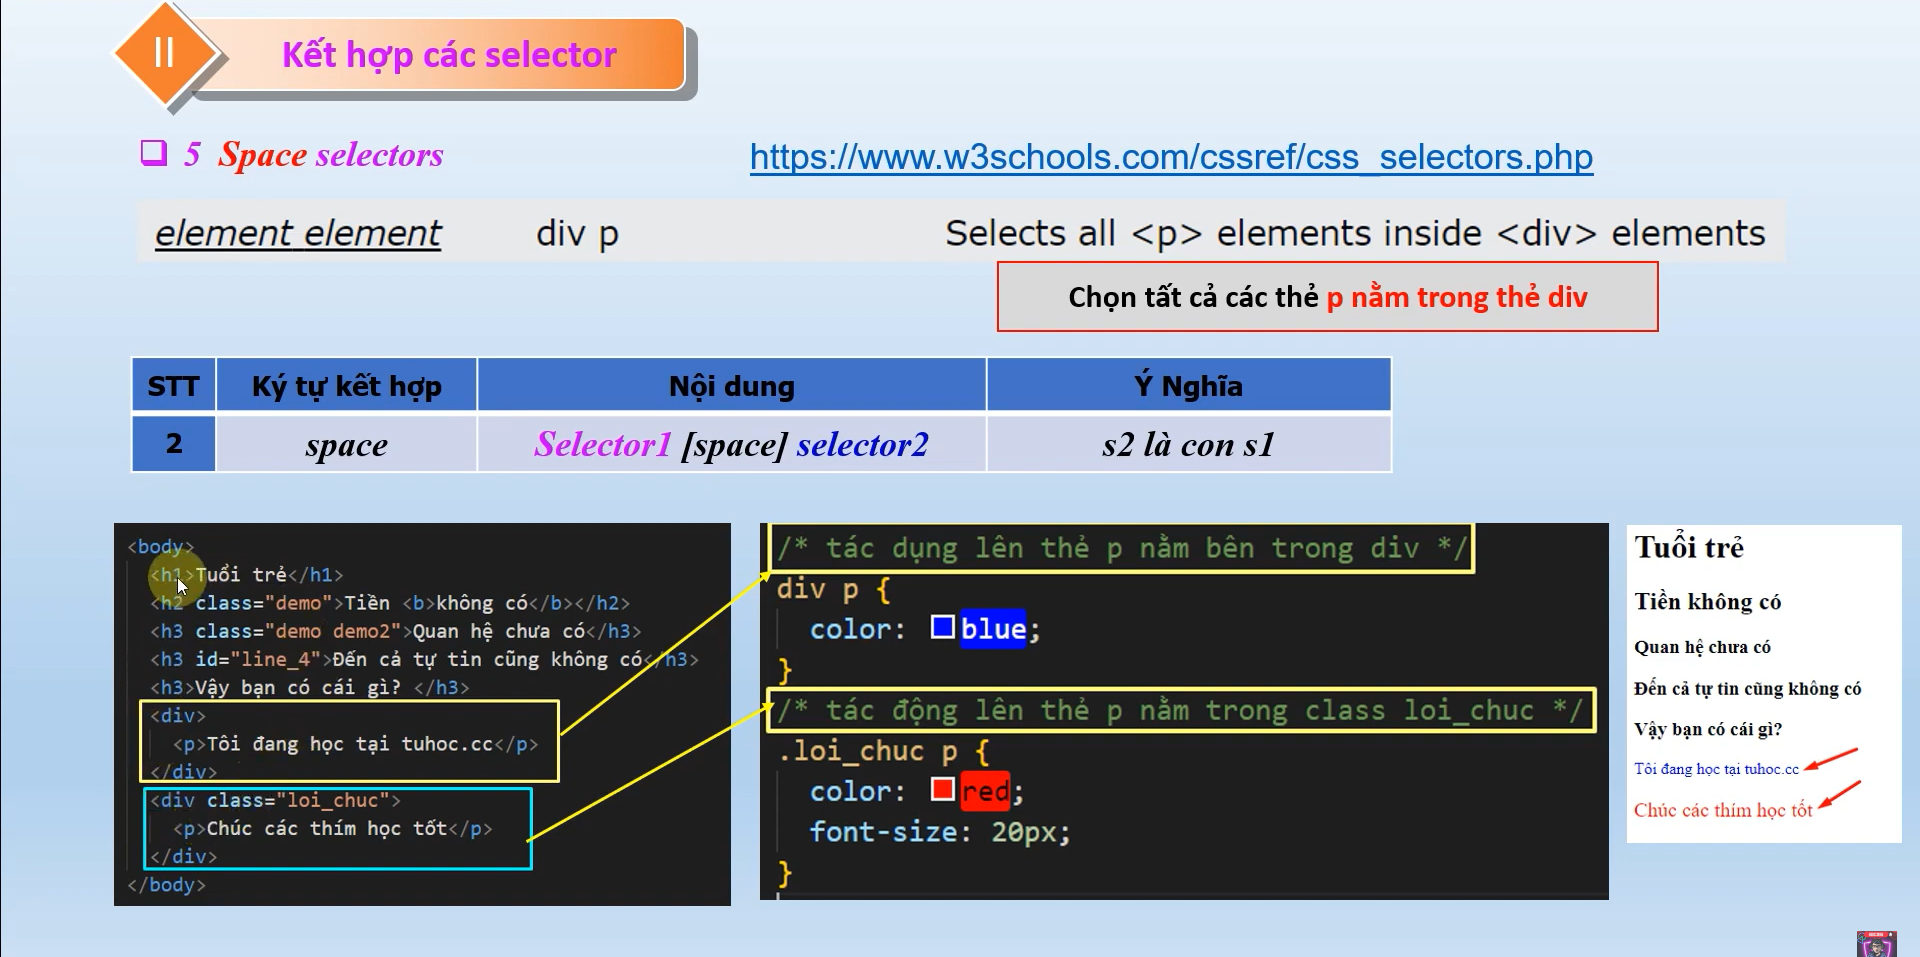 II
Kết hợp các selector
5 Space selectors
https://www.w3schools.com/cssref/css_selectors.php
element element div p Selects all <p> elements inside <div> elements
Chọn tất cả các thẻ p nằm trong thẻ div
STT Ký tự kết hợp Nội dung Ý Nghĩa
2 space Selector1 [space] selector2 s2 là con s1
<body>
<h1>Tuổi trẻ</h1>
<h2 class="demo">Tiền <b>không có</b></h2>
<h3 class="demo demo2">Quan hệ chưa có</h3>
<h3 id="line_4">Đến cả tự tin cũng không có</h3>
<h3>Vậy bạn có cái gì? </h3>
<div>
<p>Tôi đang học tại tuhoc.cc</p>
</div>
<div class="loi_chuc">
<p>Chúc các thím học tốt</p>
</div>
</body>
/* tác dụng lên thẻ p nằm bên trong div */
div p {
color: blue;
}
/* tác động lên thẻ p nằm trong class loi_chuc */
.loi_chuc p {
color: red;
font-size: 20px;
}
Tuổi trẻ
Tiền không có
Quan hệ chưa có
Đến cả tự tin cũng không có
Vậy bạn có cái gì?
Tôi đang học tại tuhoc.cc
Chúc các thím học tốt